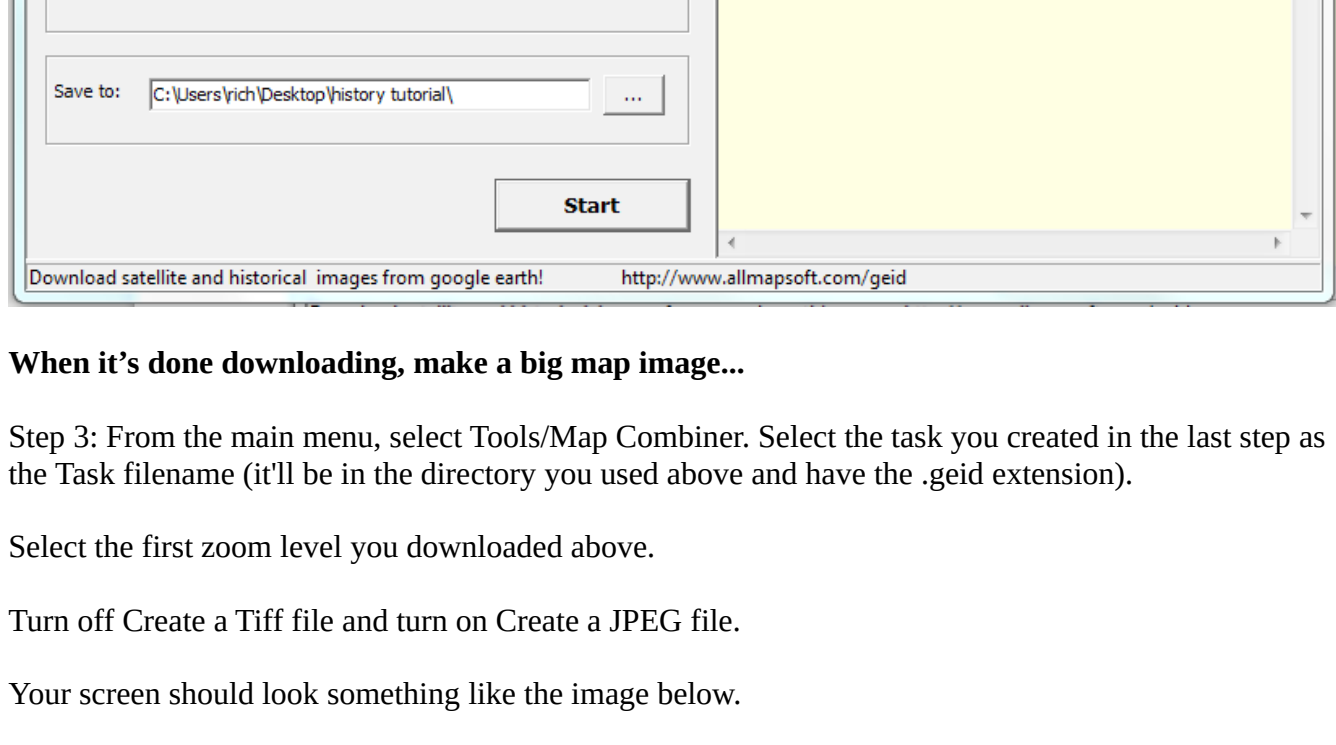 Save to: C:\Users\rich\Desktop\history tutorial\ ...
Start
Download satellite and historical images from google earth! http://www.allmapsoft.com/geid
When it’s done downloading, make a big map image...
Step 3: From the main menu, select Tools/Map Combiner. Select the task you created in the last step as
the Task filename (it'll be in the directory you used above and have the .geid extension).
Select the first zoom level you downloaded above.
Turn off Create a Tiff file and turn on Create a JPEG file.
Your screen should look something like the image below.